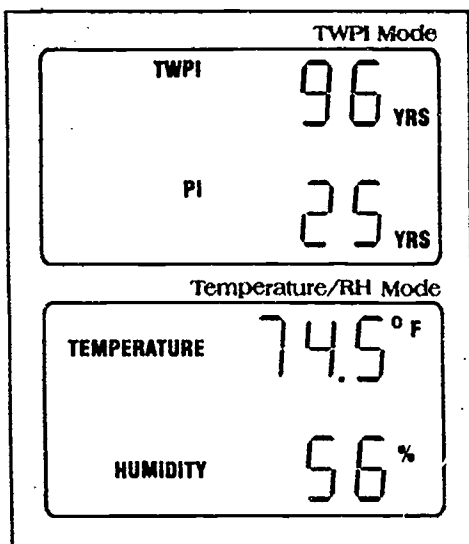 TWPI Mode
TWPI 96 YRS
PI 25 YRS
Temperature/RH Mode
TEMPERATURE 74.5° F
HUMIDITY 56 %